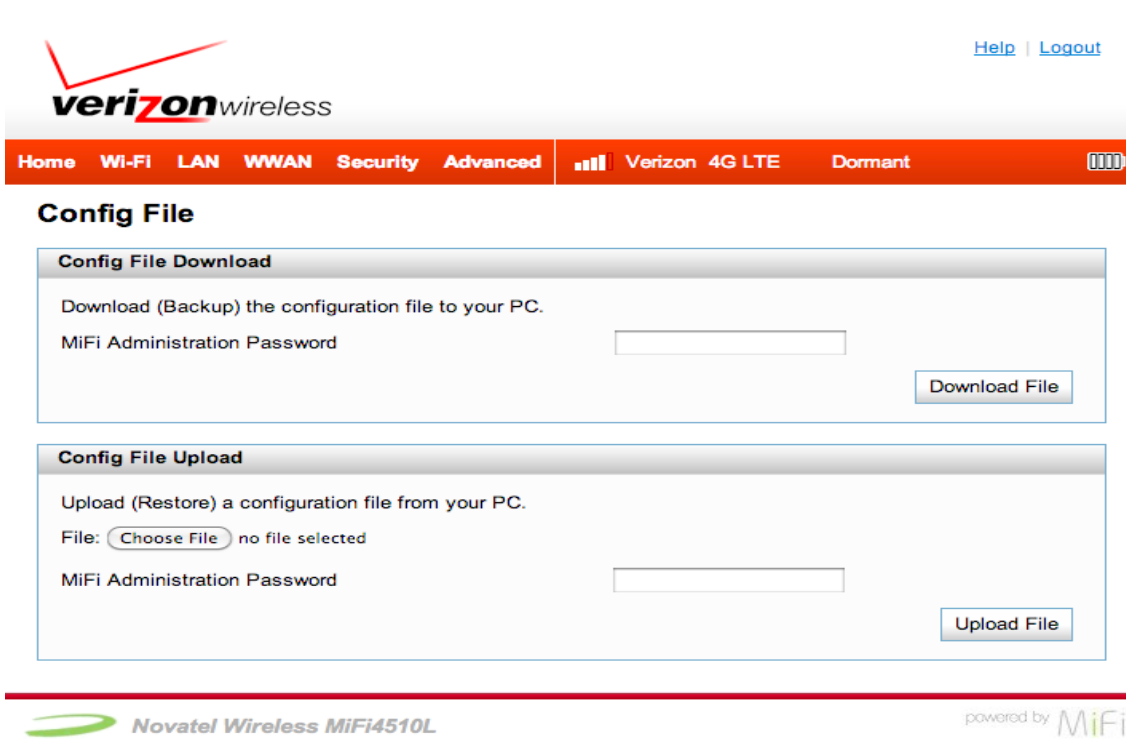 Help | Logout
verizonwireless
Home Wi-Fi LAN WWAN Security Advanced Verizon 4G LTE Dormant
Config File
Config File Download
Download (Backup) the configuration file to your PC.
MiFi Administration Password
Download File
Config File Upload
Upload (Restore) a configuration file from your PC.
File: Choose File no file selected
MiFi Administration Password
Upload File
Novatel Wireless MiFi4510L
powered by MiFi